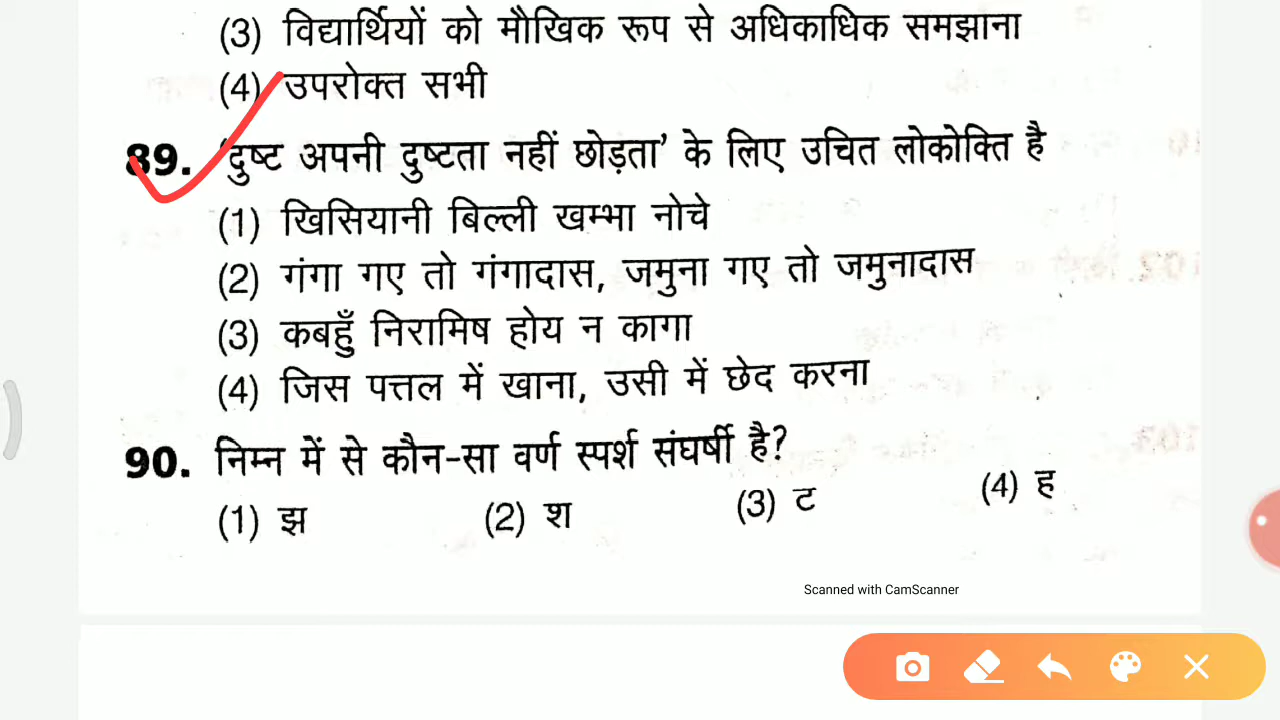 (3) विद्यार्थियों को मौखिक रूप से अधिकाधिक समझाना
(4) उपरोक्त सभी
89. 'दुष्ट अपनी दुष्टता नहीं छोड़ता' के लिए उचित लोकोक्ति है
(1) खिसियानी बिल्ली खम्भा नोचे
(2) गंगा गए तो गंगादास, जमुना गए तो जमुनादास
(3) कबहुँ निरामिष होय न कागा
(4) जिस पत्तल में खाना, उसी में छेद करना
90. निम्न में से कौन-सा वर्ण स्पर्श संघर्षी है?
(1) झ (2) श (3) ट (4) ह
Scanned with CamScanner